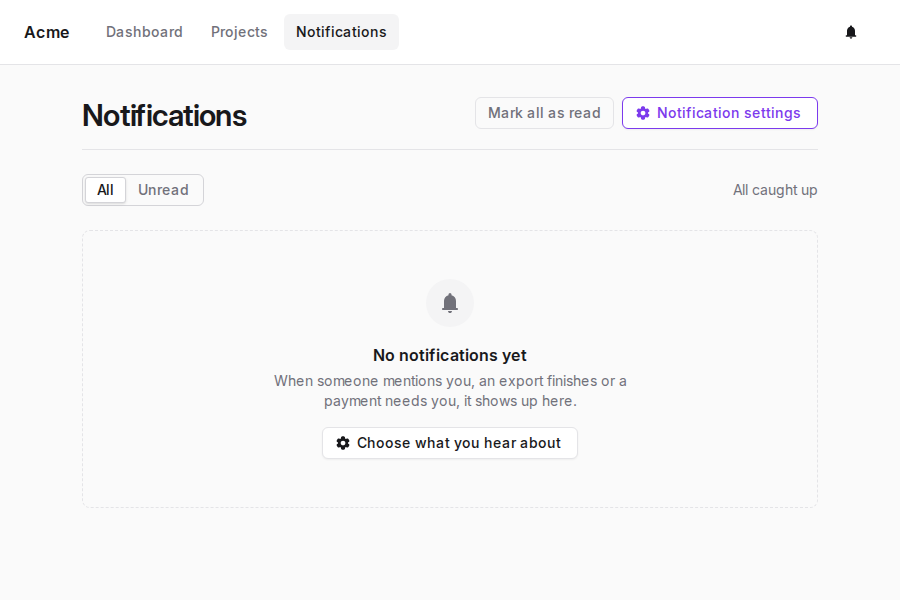 Acme Dashboard Projects Notifications
Notifications
Mark all as read Notification settings
All Unread All caught up
No notifications yet
When someone mentions you, an export finishes or a
payment needs you, it shows up here.
Choose what you hear about